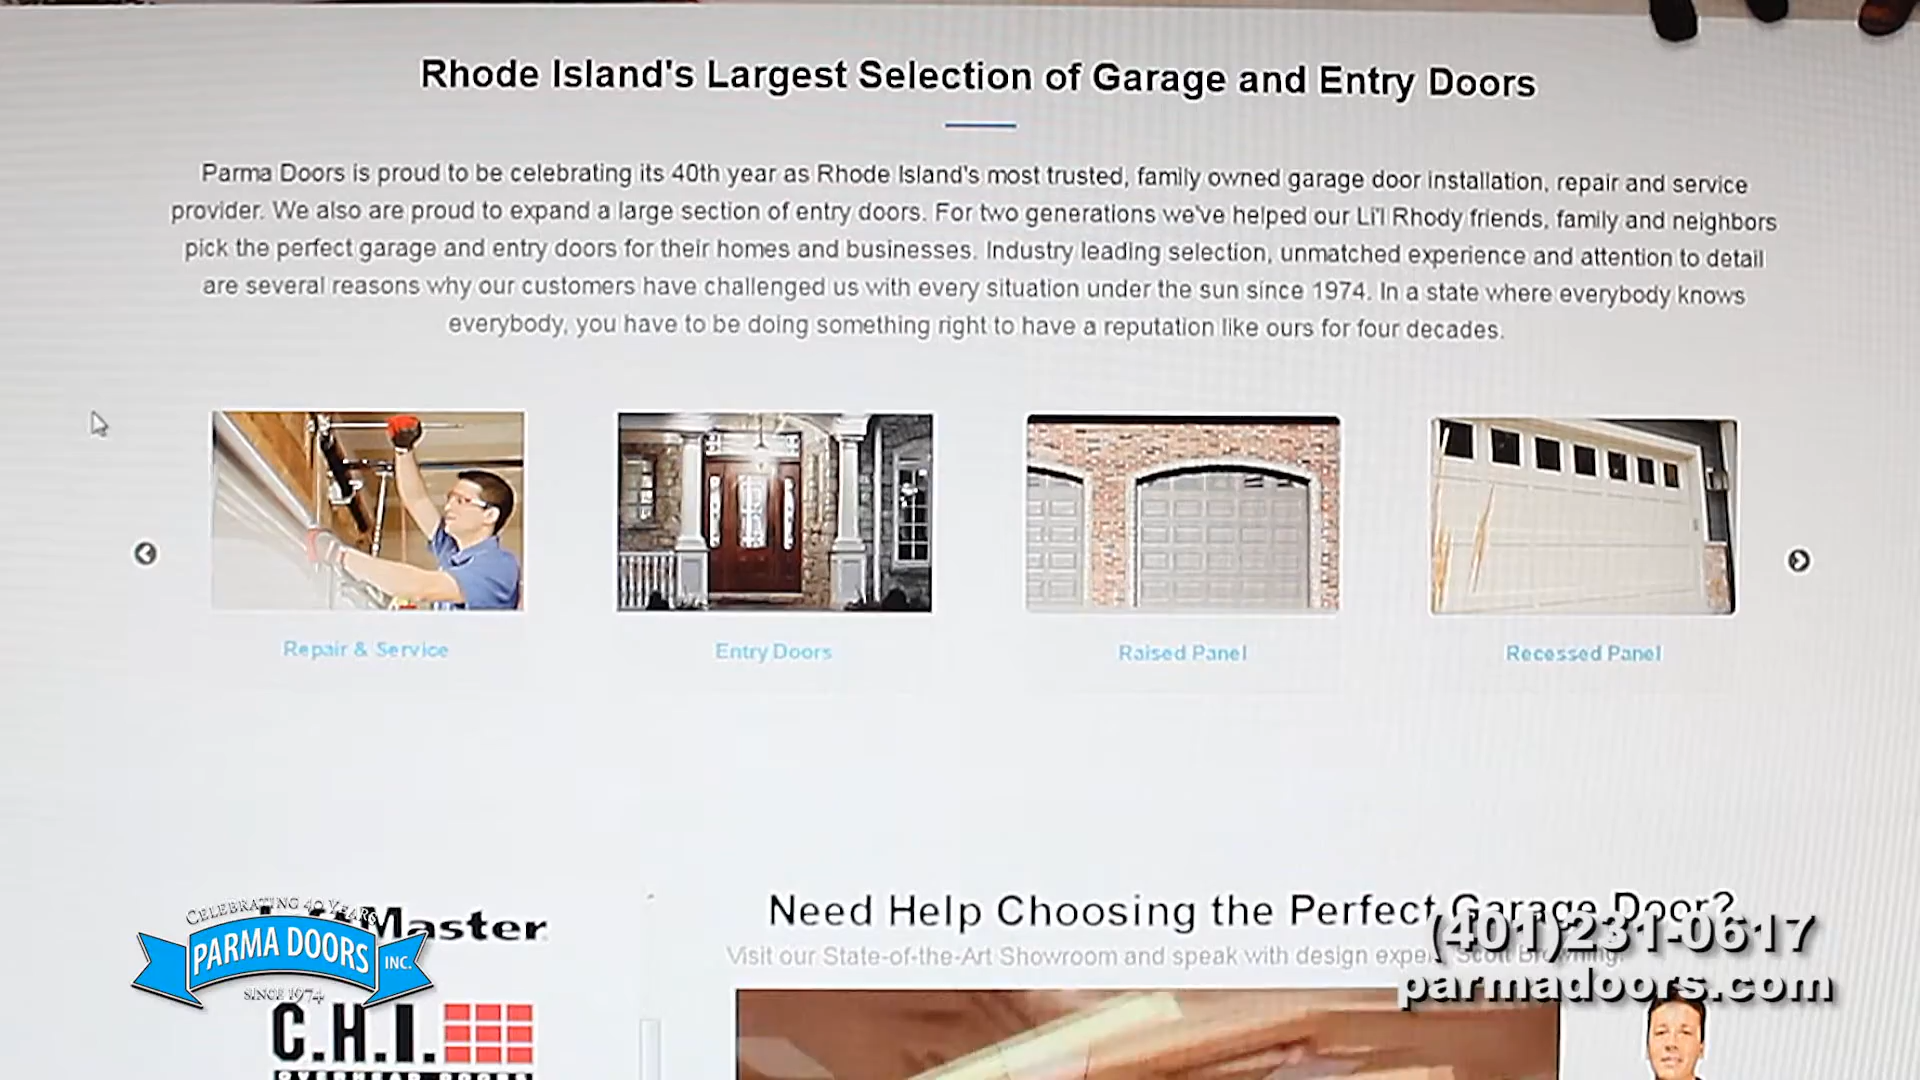 Rhode Island's Largest Selection of Garage and Entry Doors
Parma Doors is proud to be celebrating its 40th year as Rhode Island's most trusted, family owned garage door installation, repair and service
provider. We also are proud to expand a large section of entry doors. For two generations we've helped our Li'l Rhody friends, family and neighbors
pick the perfect garage and entry doors for their homes and businesses. Industry leading selection, unmatched experience and attention to detail
are several reasons why our customers have challenged us with every situation under the sun since 1974. In a state where everybody knows
everybody, you have to be doing something right to have a reputation like ours for four decades.
Repair & Service
Entry Doors
Raised Panel
Recessed Panel
Need Help Choosing the Perfect Garage Door?
Visit our State-of-the-Art Showroom and speak with design expert Scott Browning.
Master
CELEBRATING 40 YEARS
PARMA DOORS INC.
SINCE 1974
C.H.I.
OVERHEAD DOORS
(401)231-0617
parmadoors.com